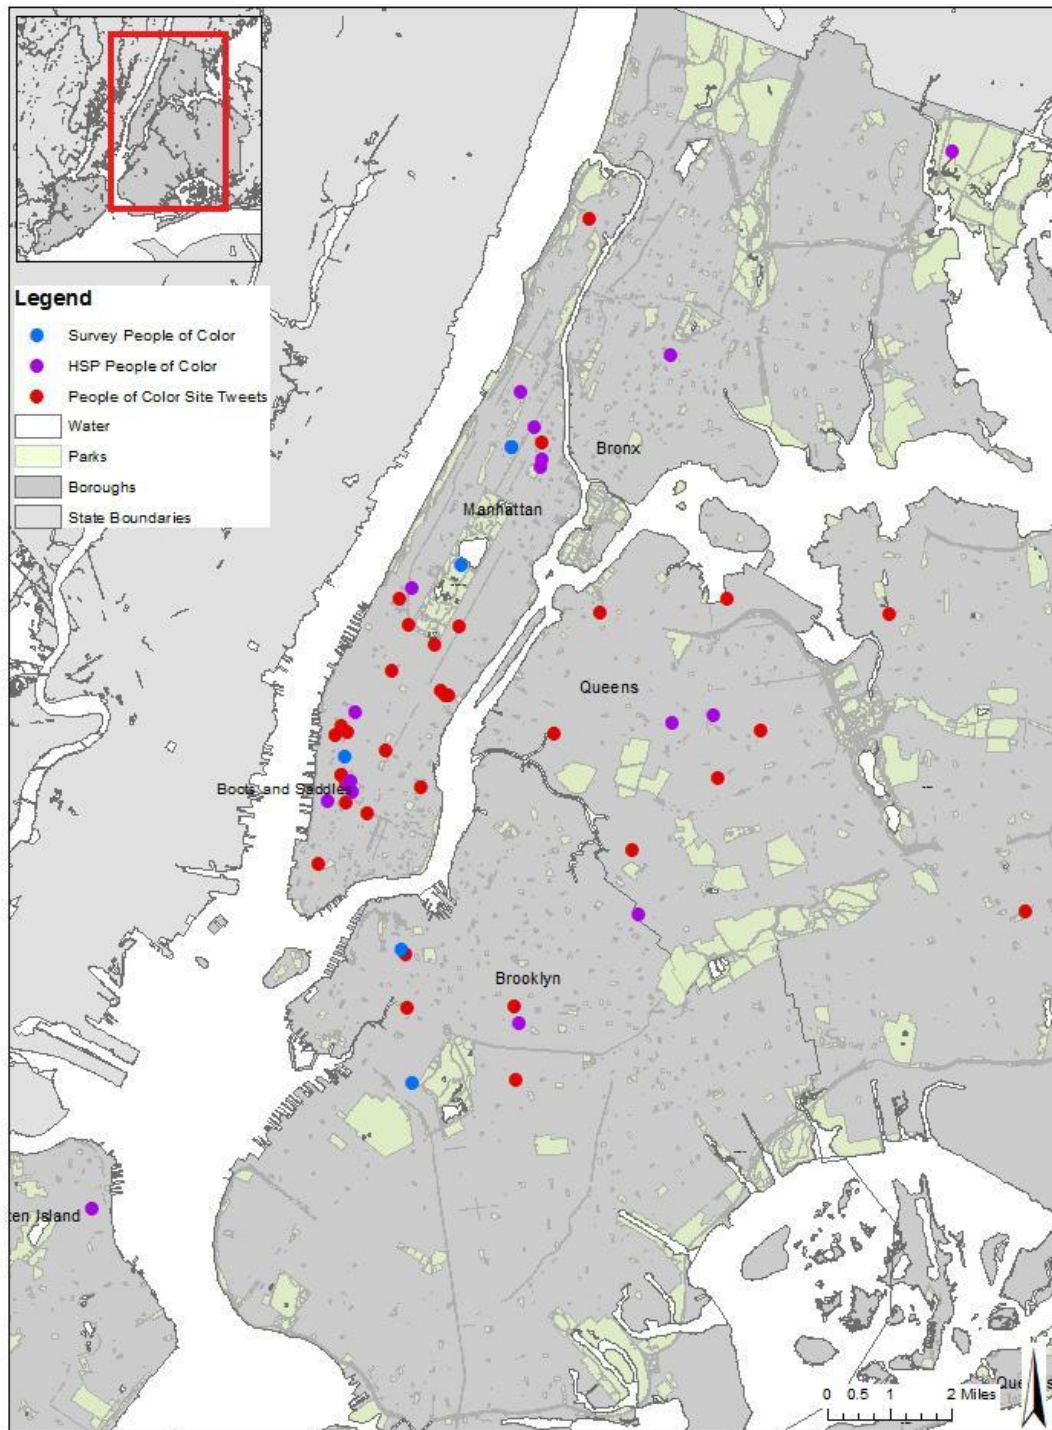 Legend
Survey People of Color
HSP People of Color
People of Color Site Tweets
Water
Parks
Boroughs
State Boundaries
Bronx
Manhattan
Queens
Boots and Saddles
Brooklyn
ten Island
0 0.5 1 2 Miles
N